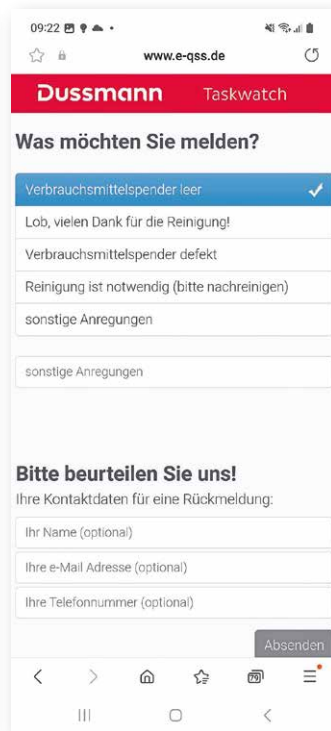 09:22
www.e-qss.de
Dussmann Taskwatch
Was möchten Sie melden?
Verbrauchsmittelspender leer
Lob, vielen Dank für die Reinigung!
Verbrauchsmittelspender defekt
Reinigung ist notwendig (bitte nachreinigen)
sonstige Anregungen
sonstige Anregungen
Bitte beurteilen Sie uns!
Ihre Kontaktdaten für eine Rückmeldung:
Ihr Name (optional)
Ihre e-Mail Adresse (optional)
Ihre Telefonnummer (optional)
Absenden